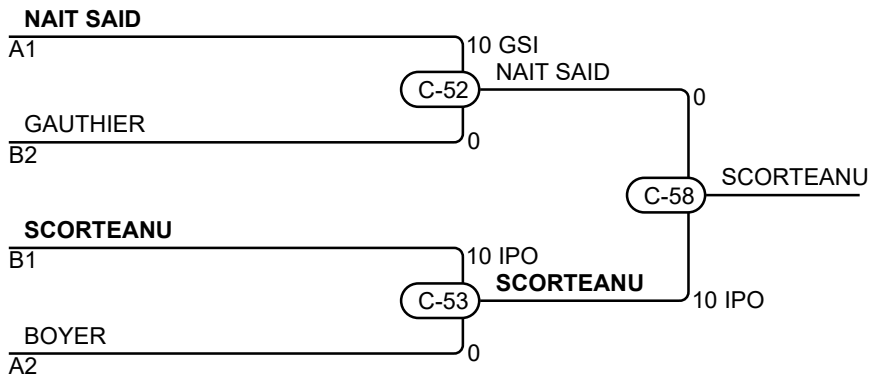 NAIT SAID
A1
10 GSI
NAIT SAID
C-52
0
GAUTHIER
B2
0
SCORTEANU
C-58
SCORTEANU
B1
10 IPO
SCORTEANU
C-53
10 IPO
BOYER
A2
0